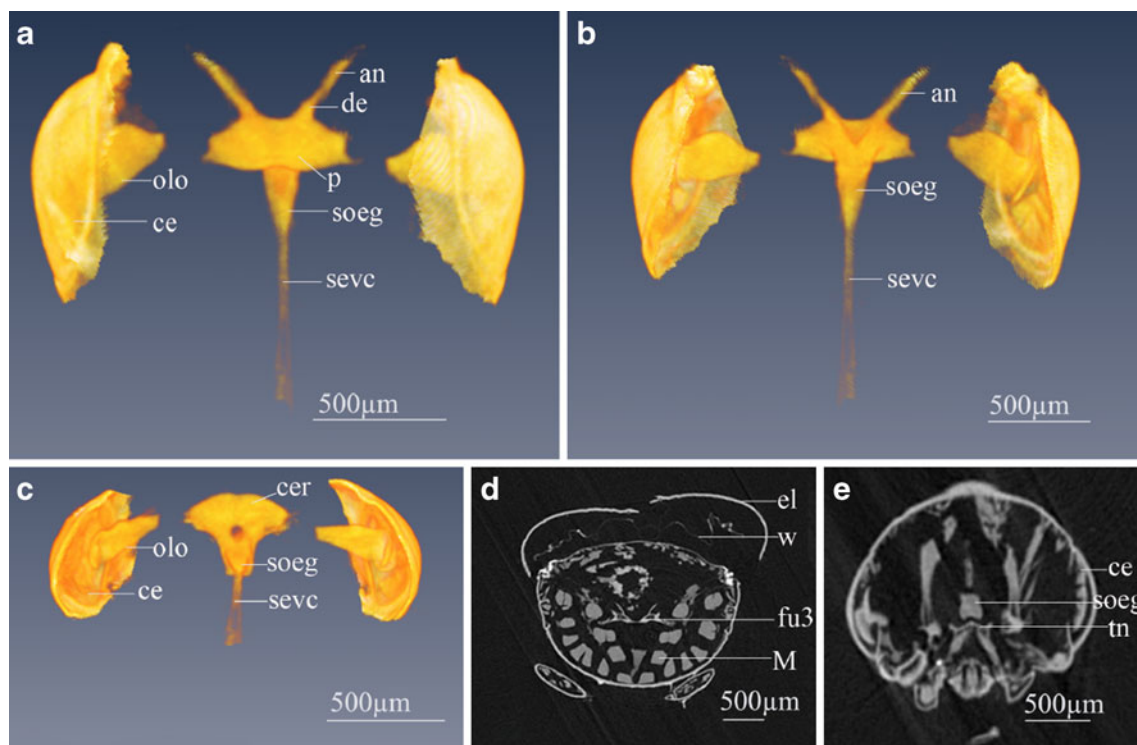 a
an
de
olo
p
soeg
ce
sevc
500µm
b
an
soeg
sevc
500µm
c
cer
olo
soeg
ce
sevc
d
el
w
fu3
M
500µm
e
ce
soeg
tn
500µm
500µm